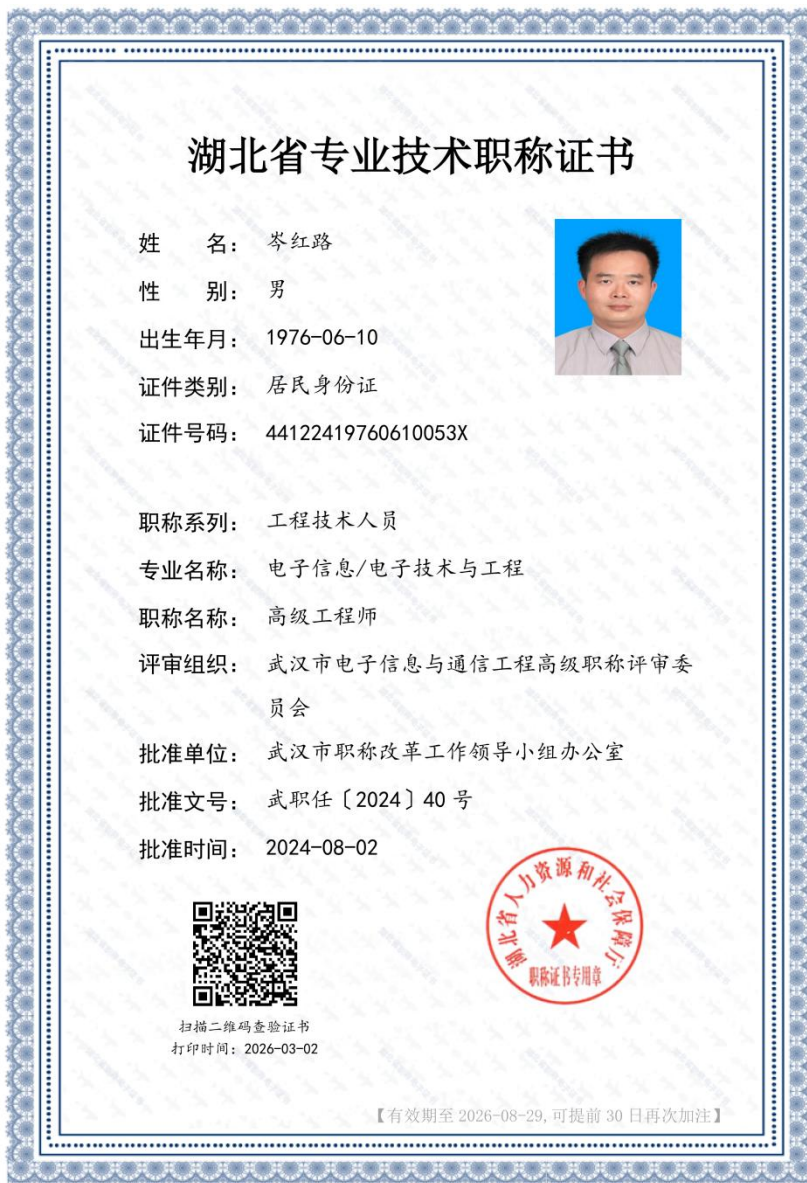 湖北省专业技术职称证书
姓 名： 岑红路
性 别： 男
出生年月： 1976-06-10
证件类别： 居民身份证
证件号码： 44122419760610053X
职称系列： 工程技术人员
专业名称： 电子信息/电子技术与工程
职称名称： 高级工程师
评审组织： 武汉市电子信息与通信工程高级职称评审委
员会
批准单位： 武汉市职称改革工作领导小组办公室
批准文号： 武职任〔2024〕40 号
批准时间： 2024-08-02
湖北省人力资源和社会保障厅
职称证书专用章
扫描二维码查验证书
打印时间：2026-03-02
【有效期至 2026-08-29,可提前 30 日再次加注】